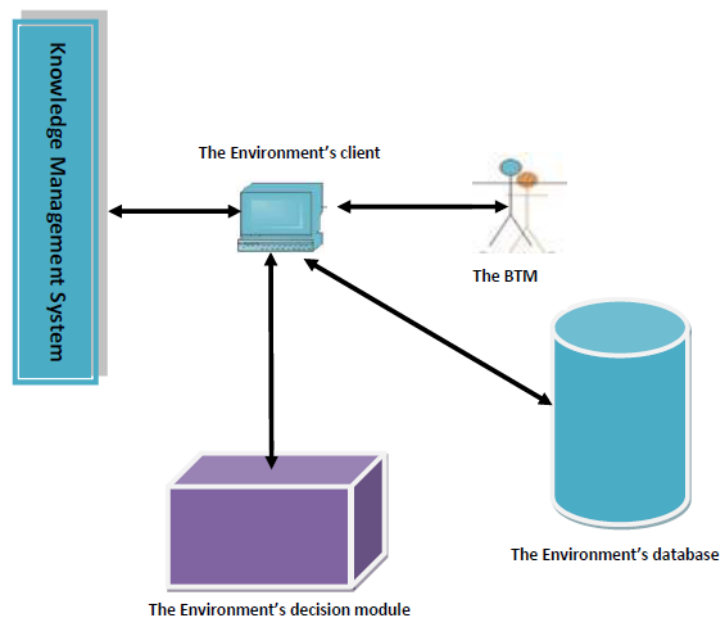 Knowledge Management System
The Environment's client
The BTM
The Environment's database
The Environment's decision module